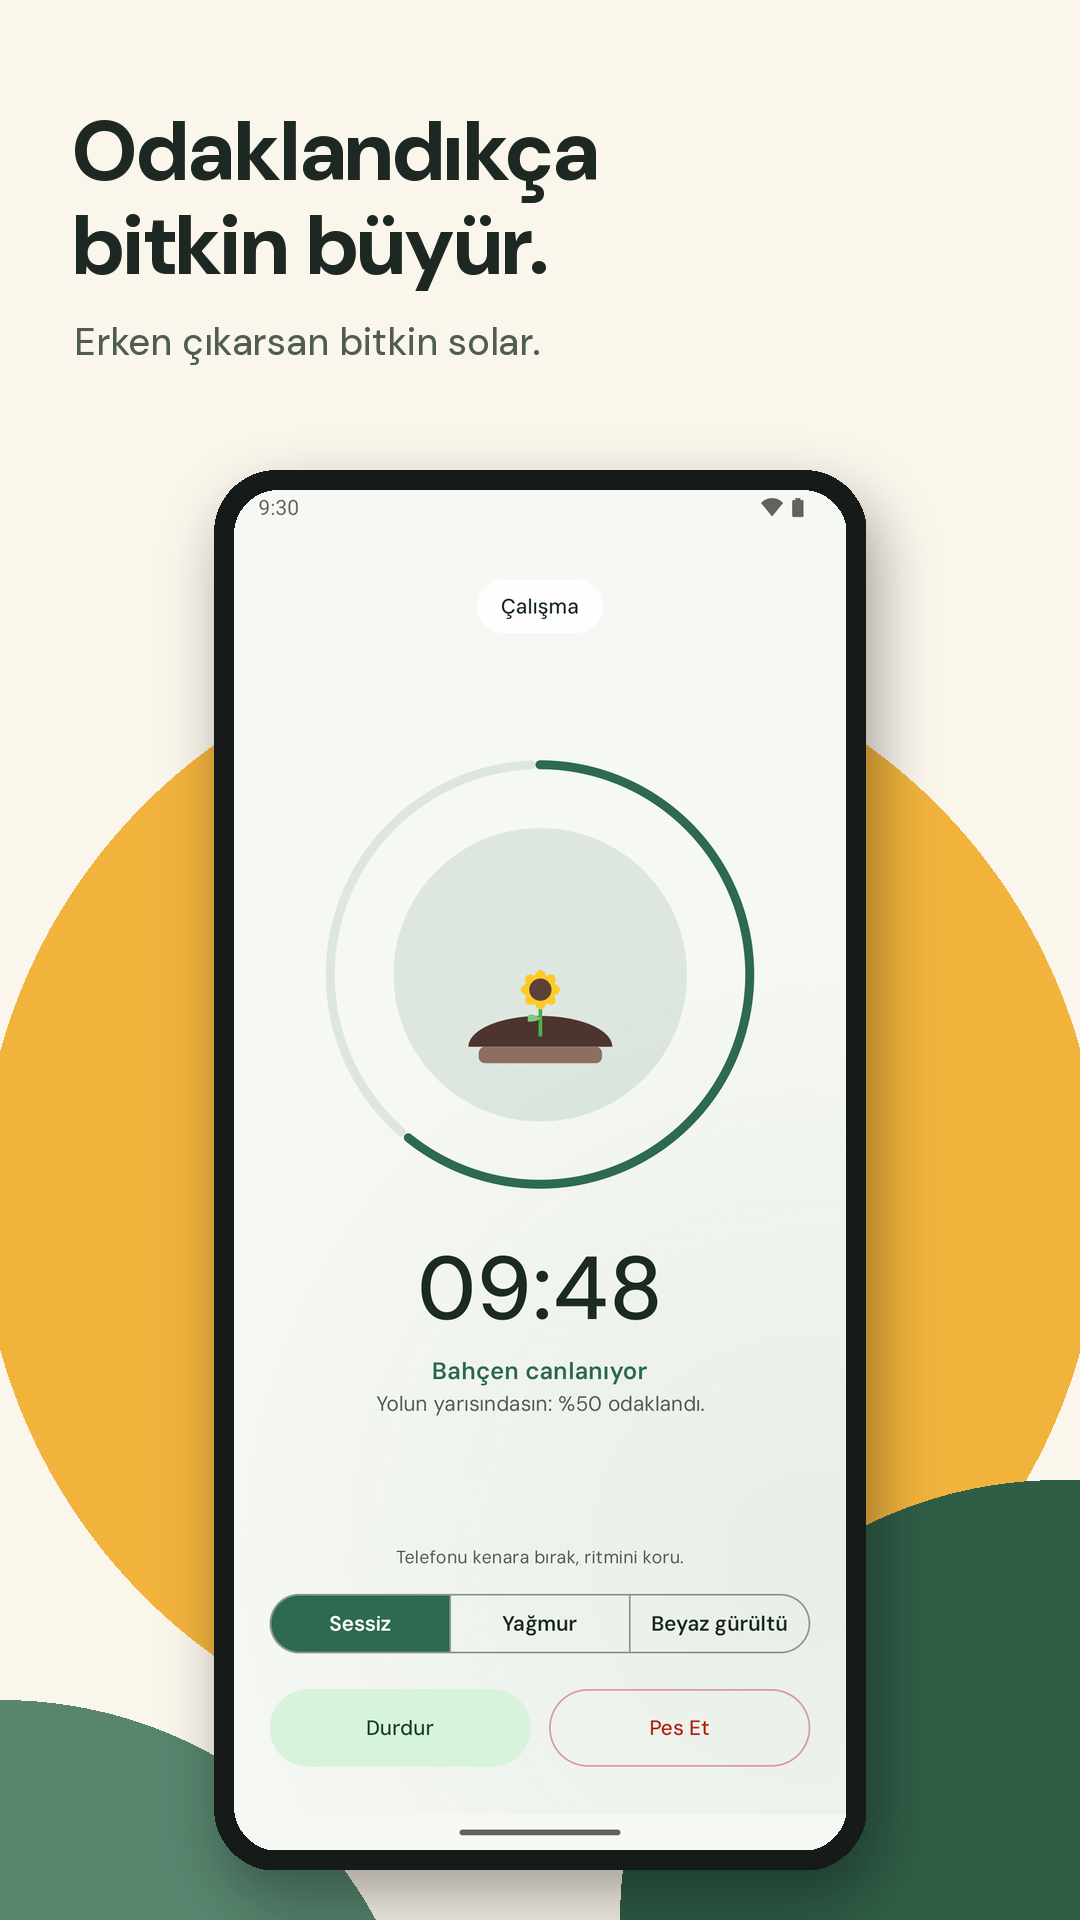 Odaklandıkça
bitkin büyür.
Erken çıkarsan bitkin solar.
9:30
Çalışma
09:48
Bahçen canlanıyor
Yolun yarısındasın: %50 odaklandı.
Telefonu kenara bırak, ritmini koru.
Sessiz
Yağmur
Beyaz gürültü
Durdur
Pes Et